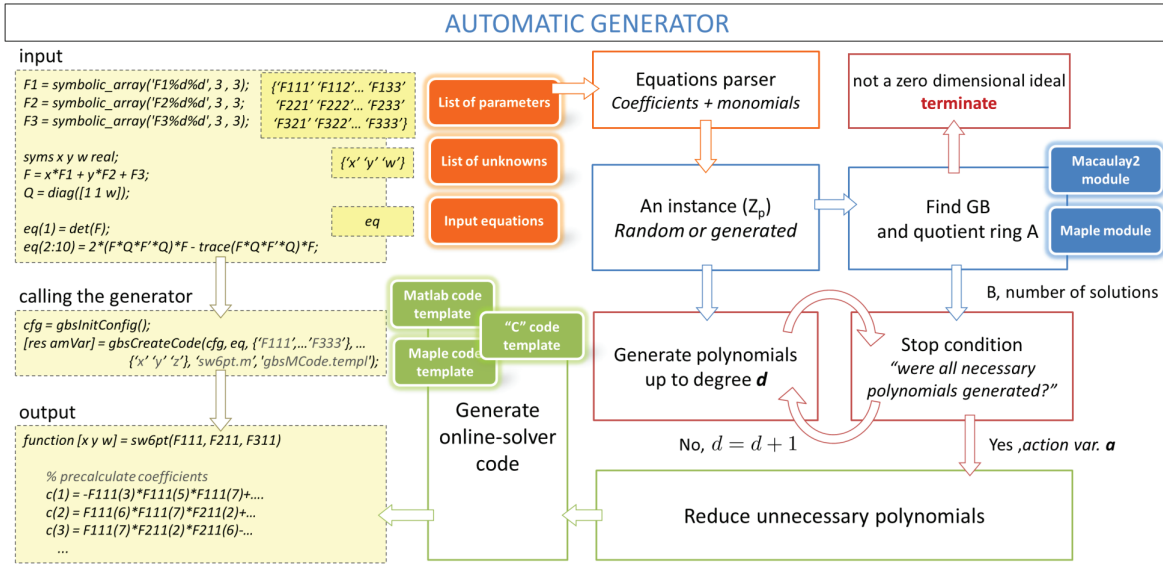 AUTOMATIC GENERATOR
input
F1 = symbolic_array('F1%d%d', 3 , 3);
F2 = symbolic_array('F2%d%d', 3 , 3);
F3 = symbolic_array('F3%d%d', 3 , 3);
syms x y w real;
F = x*F1 + y*F2 + F3;
Q = diag([1 1 w]);
eq(1) = det(F);
eq(2:10) = 2*(F*Q*F'*Q)*F - trace(F*Q*F'*Q)*F;
{‘F111’ ‘F112’... ‘F133’
‘F221’ ‘F222’... ‘F233’
‘F321’ ‘F322’... ‘F333’}
{‘x’ ‘y’ ‘w’}
eq
List of parameters
List of unknowns
Input equations
Equations parser
Coefficients + monomials
not a zero dimensional ideal
terminate
An instance (Zp)
Random or generated
Find GB
and quotient ring A
Macaulay2
module
Maple module
B, number of solutions
calling the generator
cfg = gbsInitConfig();
[res amVar] = gbsCreateCode(cfg, eq, {‘F111’,...’F333’}, ...
{‘x’ ‘y’ ‘z’}, ‘sw6pt.m’, 'gbsMCode.templ');
Matlab code
template
“C” code
template
Maple code
template
Generate polynomials
up to degree d
Stop condition
“were all necessary
polynomials generated?”
No, d = d + 1
Yes ,action var. a
output
function [x y w] = sw6pt(F111, F211, F311)
% precalculate coefficients
c(1) = -F111(3)*F111(5)*F111(7)+....
c(2) = F111(6)*F111(7)*F211(2)+...
c(3) = F111(7)*F211(2)*F211(6)-...
...
Generate
online-solver
code
Reduce unnecessary polynomials